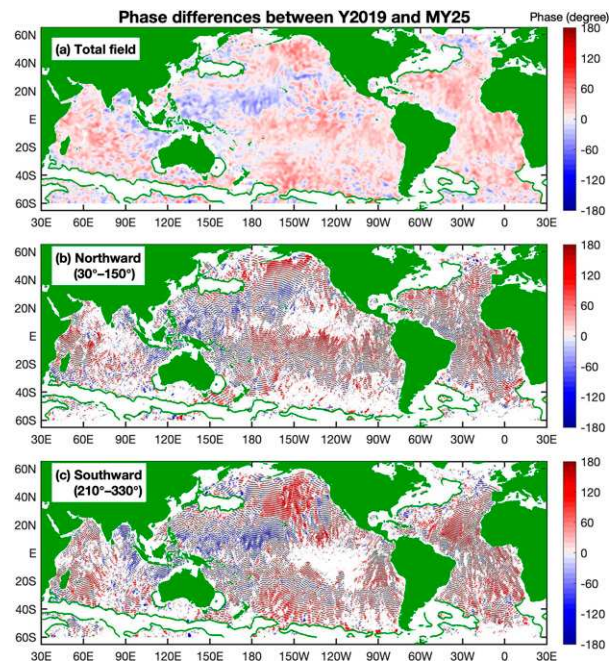 Phase differences between Y2019 and MY25
Phase (degree)
(a) Total field
60N
40N
20N
E
20S
40S
60S
30E 60E 90E 120E 150E 180 150W 120W 90W 60W 30W 0 30E
180
120
60
0
-60
-120
-180
(b) Northward
(30°–150°)
60N
40N
20N
E
20S
40S
60S
30E 60E 90E 120E 150E 180 150W 120W 90W 60W 30W 0 30E
180
120
60
0
-60
-120
-180
(c) Southward
(210°–330°)
60N
40N
20N
E
20S
40S
60S
30E 60E 90E 120E 150E 180 150W 120W 90W 60W 30W 0 30E
180
120
60
0
-60
-120
-180